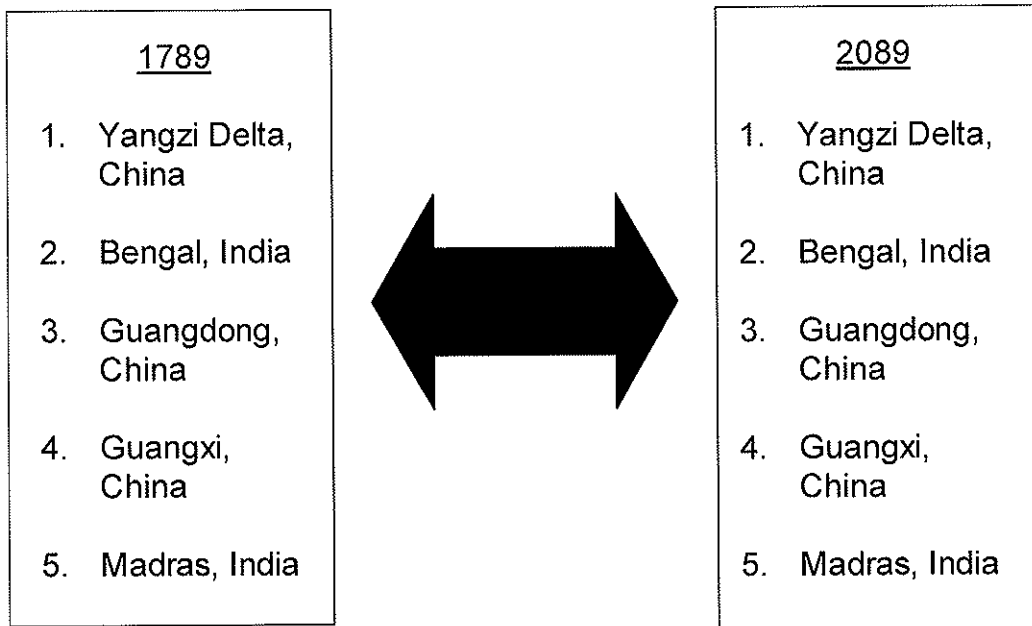 1789
1. Yangzi Delta,
China
2. Bengal, India
3. Guangdong,
China
4. Guangxi,
China
5. Madras, India
2089
1. Yangzi Delta,
China
2. Bengal, India
3. Guangdong,
China
4. Guangxi,
China
5. Madras, India